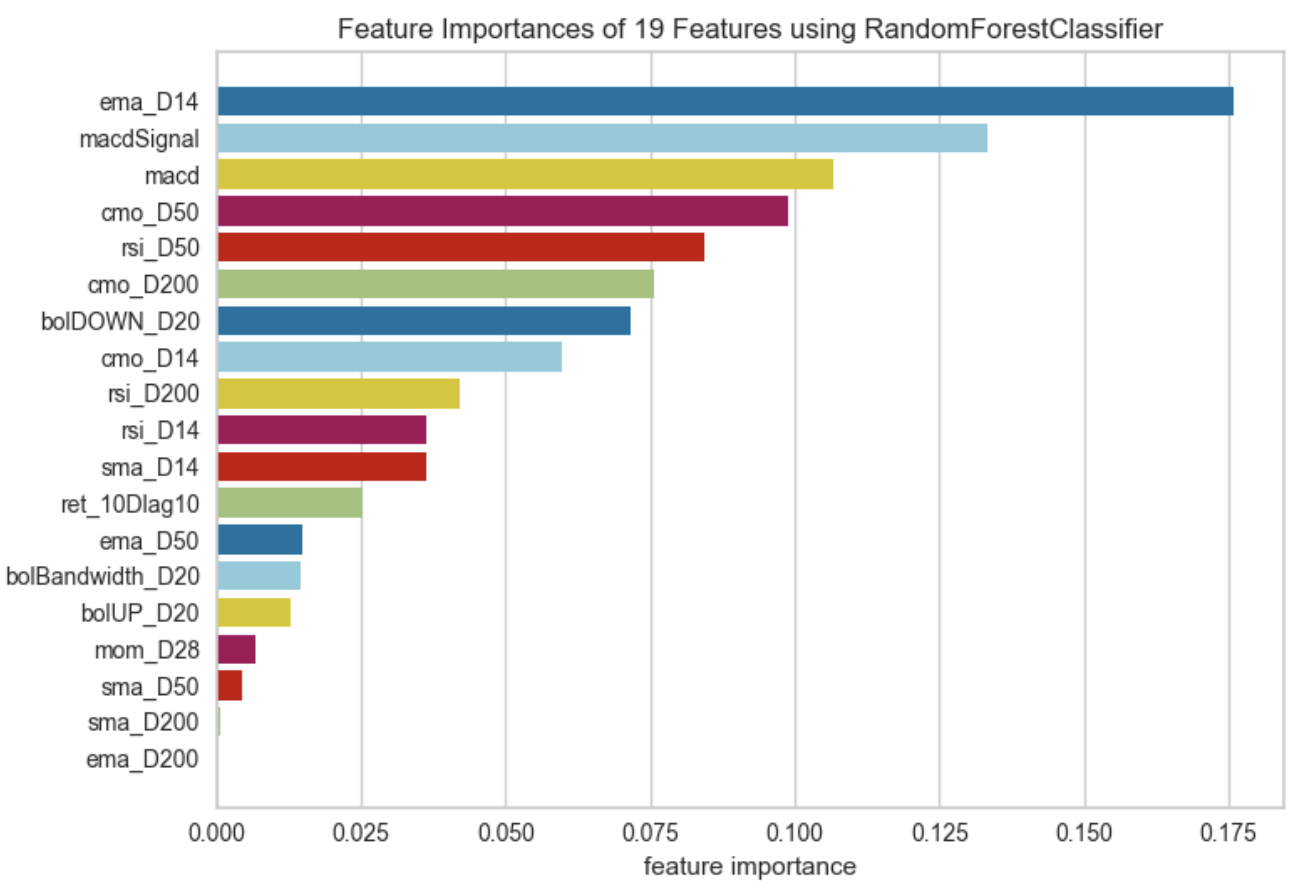 Feature Importances of 19 Features using RandomForestClassifier
ema_D14
macdSignal
macd
cmo_D50
rsi_D50
cmo_D200
bolDOWN_D20
cmo_D14
rsi_D200
rsi_D14
sma_D14
ret_10Dlag10
ema_D50
bolBandwidth_D20
bolUP_D20
mom_D28
sma_D50
sma_D200
ema_D200
0.000 0.025 0.050 0.075 0.100 0.125 0.150 0.175
feature importance